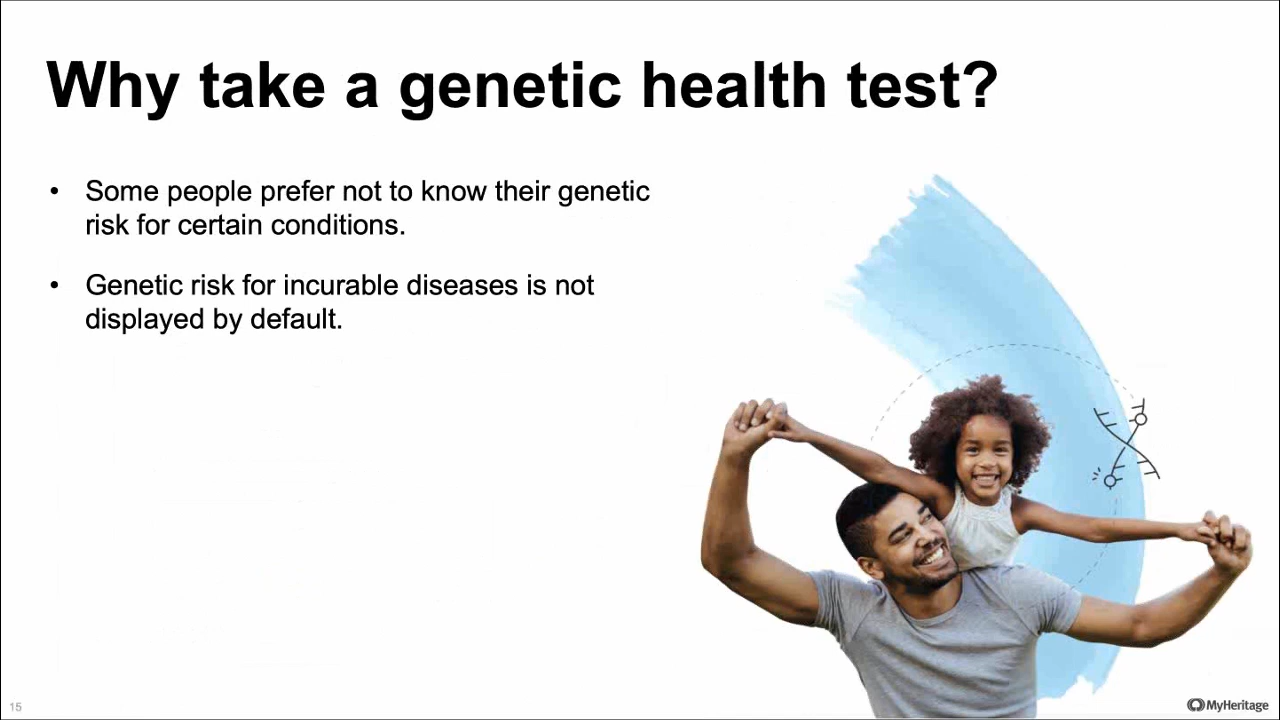 Why take a genetic health test?
• Some people prefer not to know their genetic
risk for certain conditions.
• Genetic risk for incurable diseases is not
displayed by default.
15
MyHeritage